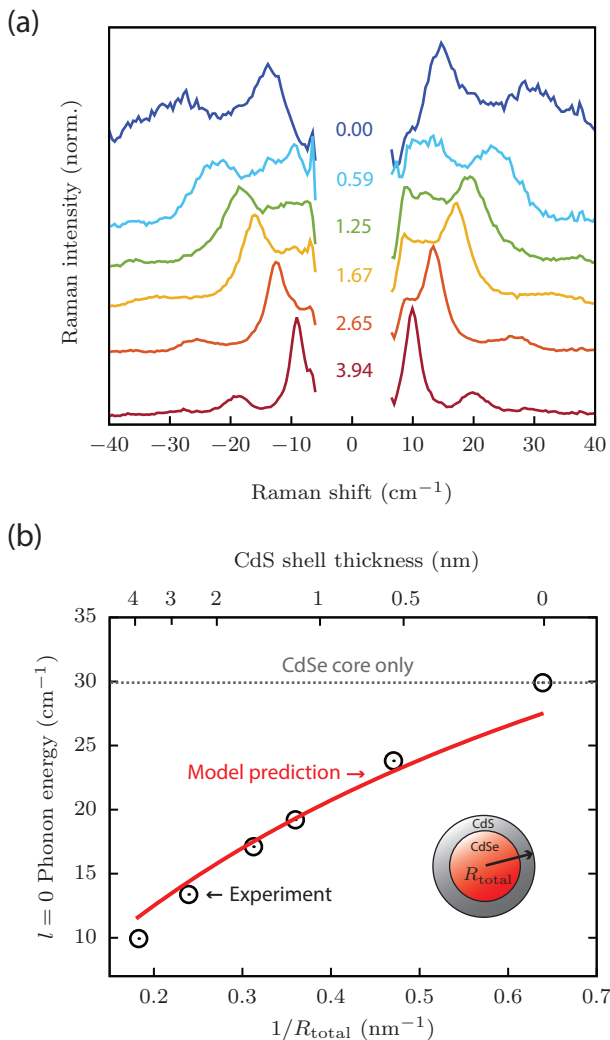 (a)
Raman intensity (norm.)
0.00
0.59
1.25
1.67
2.65
3.94
−40 −30 −20 −10 0 10 20 30 40
Raman shift (cm−1)
(b)
CdS shell thickness (nm)
4 3 2 1 0.5 0
35
30
25
20
15
10
l = 0 Phonon energy (cm−1)
CdSe core only
Model prediction →
← Experiment
CdS
CdSe
Rtotal
0.2 0.3 0.4 0.5 0.6 0.7
1/Rtotal (nm−1)